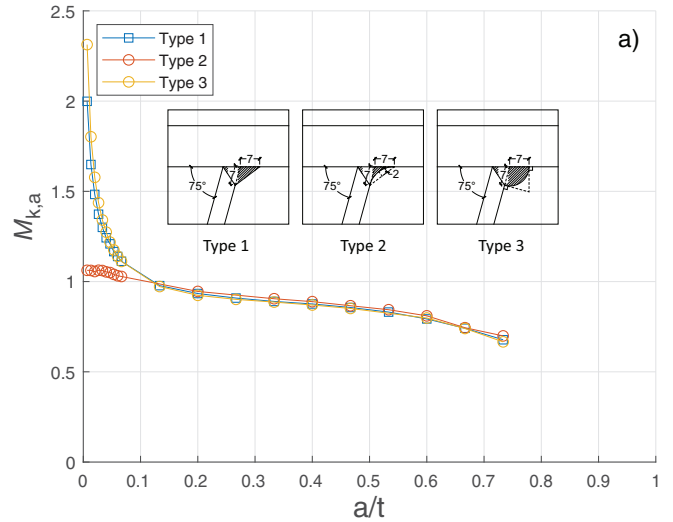 a)
Type 1
Type 2
Type 3
7 7 75°
7 7 2 75°
7 7 75°
Type 1 Type 2 Type 3
M k,a
2.5
2
1.5
1
0.5
0
0 0.1 0.2 0.3 0.4 0.5 0.6 0.7 0.8 0.9 1
a/t